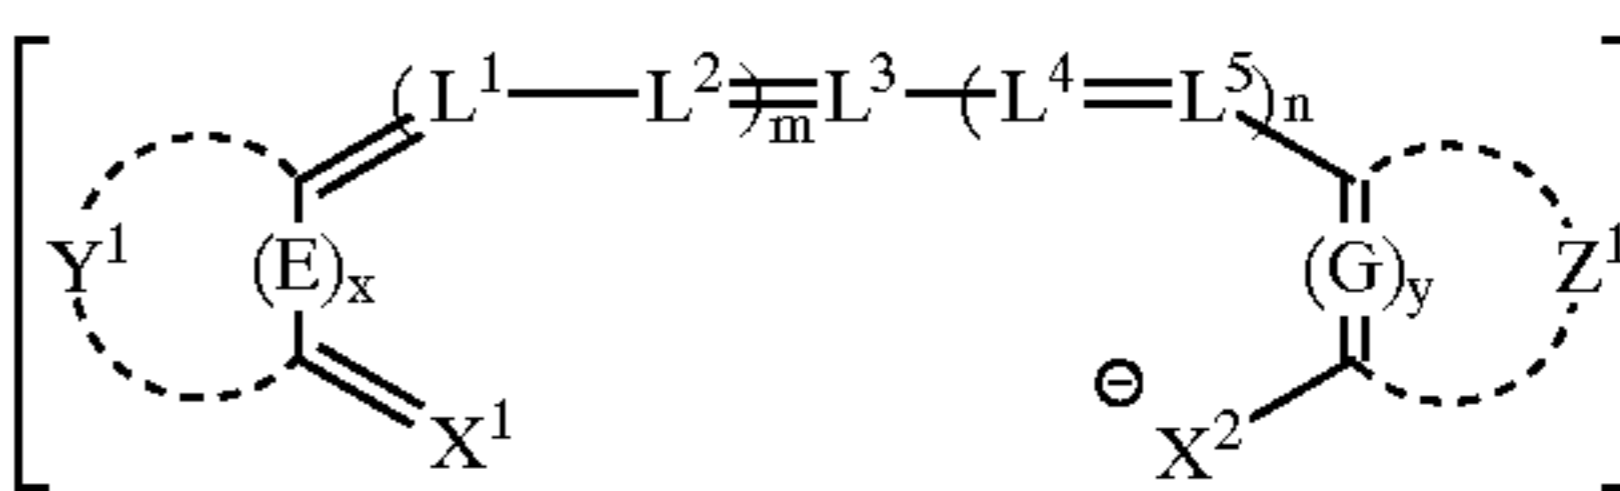 (L¹—L²)ₘ=L³—(L⁴=L⁵)ₙ
Y¹ (E)ₓ (G)y Z¹
⊖
X¹ X²